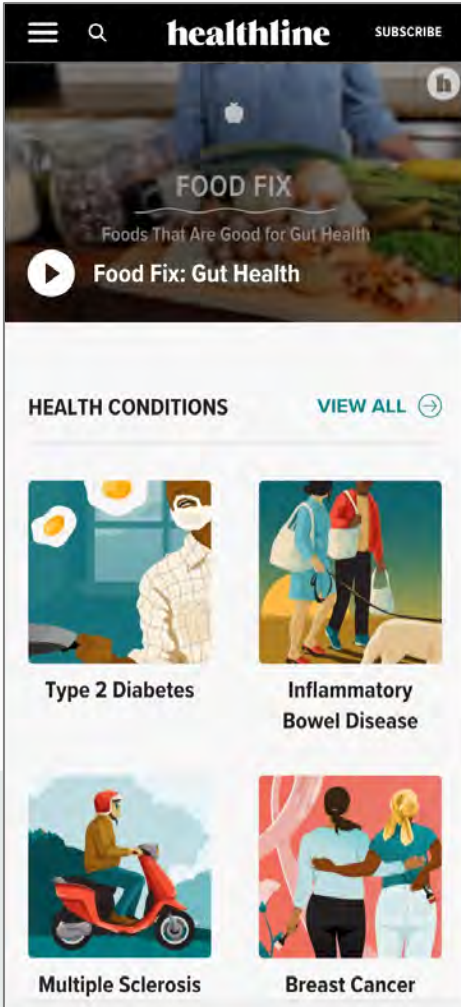 healthline
SUBSCRIBE
h
FOOD FIX
Foods That Are Good for Gut Health
Food Fix: Gut Health
HEALTH CONDITIONS
VIEW ALL
Type 2 Diabetes
Inflammatory
Bowel Disease
Multiple Sclerosis
Breast Cancer